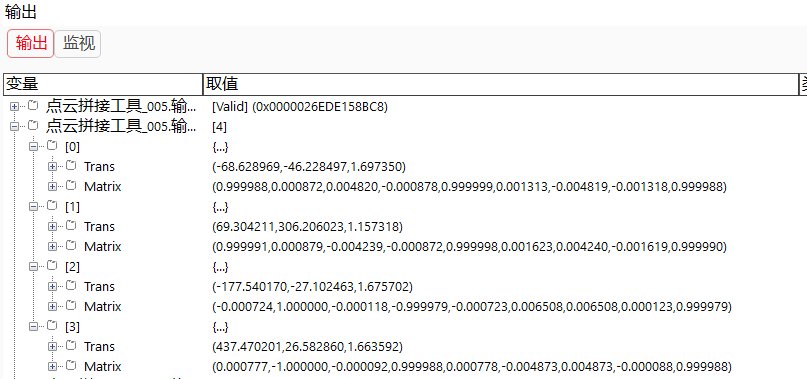 输出
输出 监视
变量 取值
点云拼接工具_005.输... [Valid] (0x0000026EDE158BC8)
点云拼接工具_005.输... [4]
[0] {...}
Trans (-68.628969,-46.228497,1.697350)
Matrix (0.999988,0.000872,0.004820,-0.000878,0.999999,0.001313,-0.004819,-0.001318,0.999988)
[1] {...}
Trans (69.304211,306.206023,1.157318)
Matrix (0.999991,0.000879,-0.004239,-0.000872,0.999998,0.001623,0.004240,-0.001619,0.999990)
[2] {...}
Trans (-177.540170,-27.102463,1.675702)
Matrix (-0.000724,1.000000,-0.000118,-0.999979,-0.000723,0.006508,0.006508,0.000123,0.999979)
[3] {...}
Trans (437.470201,26.582860,1.663592)
Matrix (0.000777,-1.000000,-0.000092,0.999988,0.000778,-0.004873,0.004873,-0.000088,0.999988)